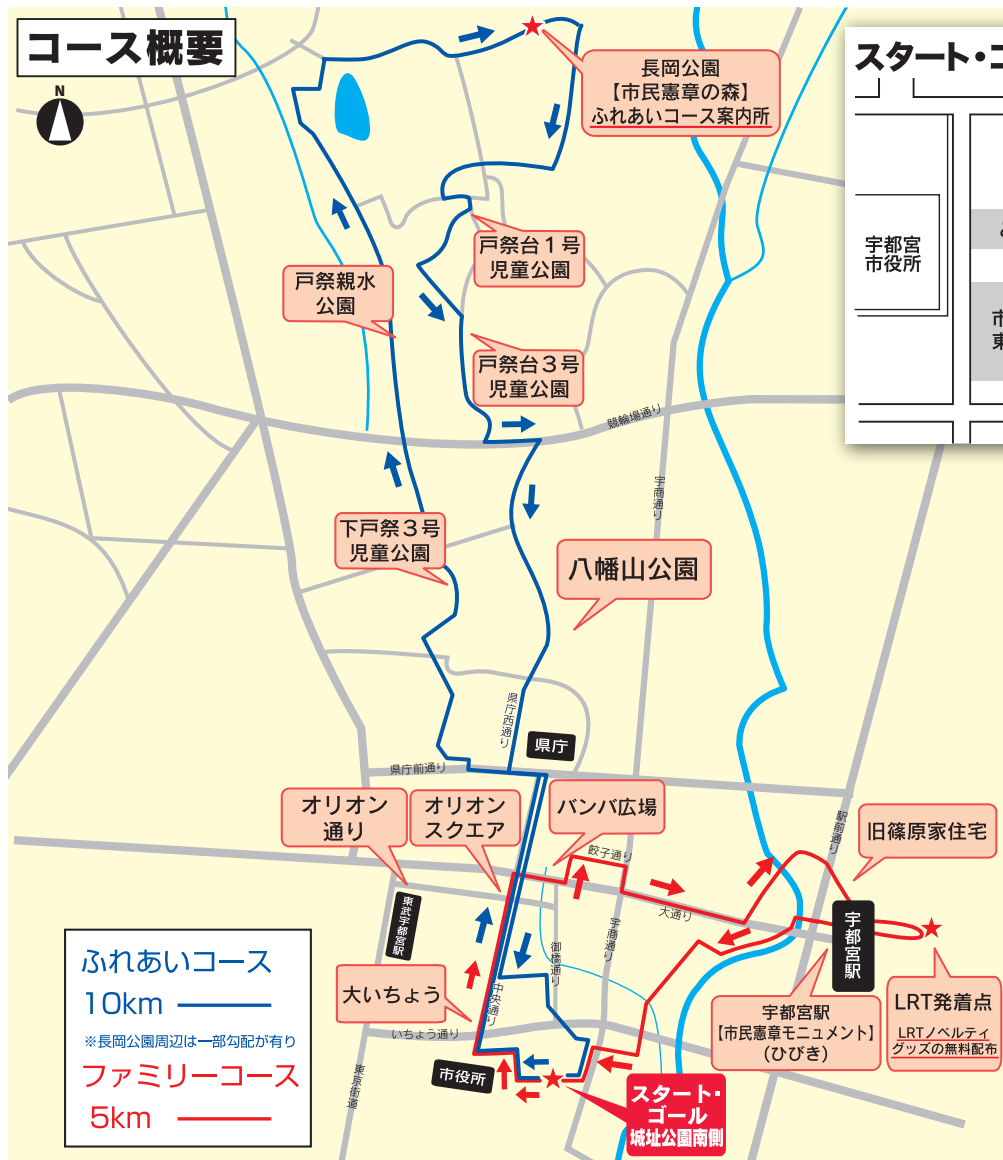 コース概要
N
長岡公園
【市民憲章の森】
ふれあいコース案内所
スタート・
宇都宮
市役所
市
東
戸祭台１号
児童公園
戸祭親水
公園
戸祭台３号
児童公園
競輪場通り
宇商通り
下戸祭３号
児童公園
八幡山公園
県庁西通り
県庁
県庁前通り
オリオン
通り
オリオン
スクエア
バンバ広場
餃子通り
駅前通り
旧篠原家住宅
大通り
東武宇都宮駅
宇商通り
御橋通り
宇都宮駅
大いちょう
中央通り
いちょう通り
宇都宮駅
【市民憲章モニュメント】
(ひびき)
LRT発着点
LRTノベルティ
グッズの無料配布
市役所
東京街道
スタート・
ゴール
城址公園南側
ふれあいコース
10km
※長岡公園周辺は一部勾配が有り
ファミリーコース
5km